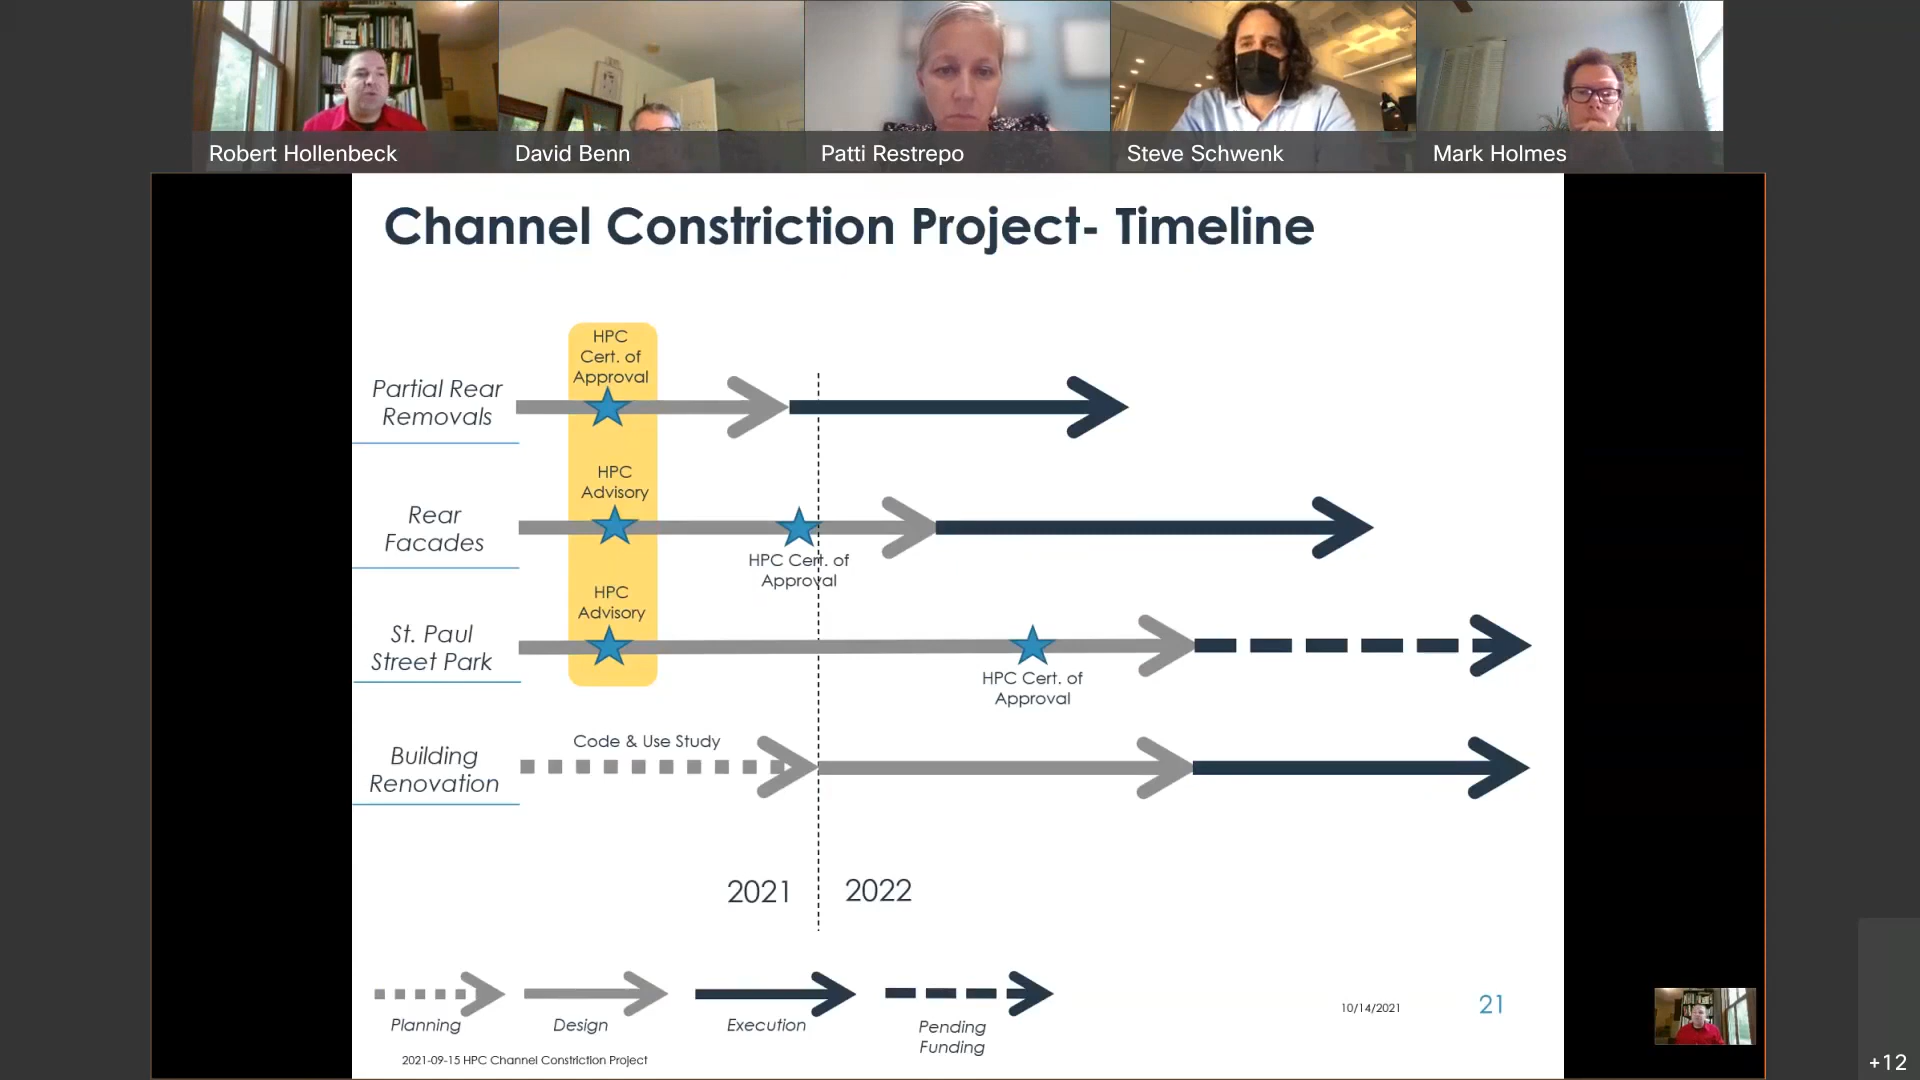 Robert Hollenbeck
David Benn
Patti Restrepo
Steve Schwenk
Mark Holmes
Channel Constriction Project- Timeline
HPC
Cert. of
Approval
Partial Rear
Removals
HPC
Advisory
Rear
Facades
HPC Cert. of
Approval
HPC
Advisory
St. Paul
Street Park
HPC Cert. of
Approval
Code & Use Study
Building
Renovation
2021
2022
Planning
Design
Execution
Pending
Funding
10/14/2021
21
2021-09-15 HPC Channel Constriction Project
+12